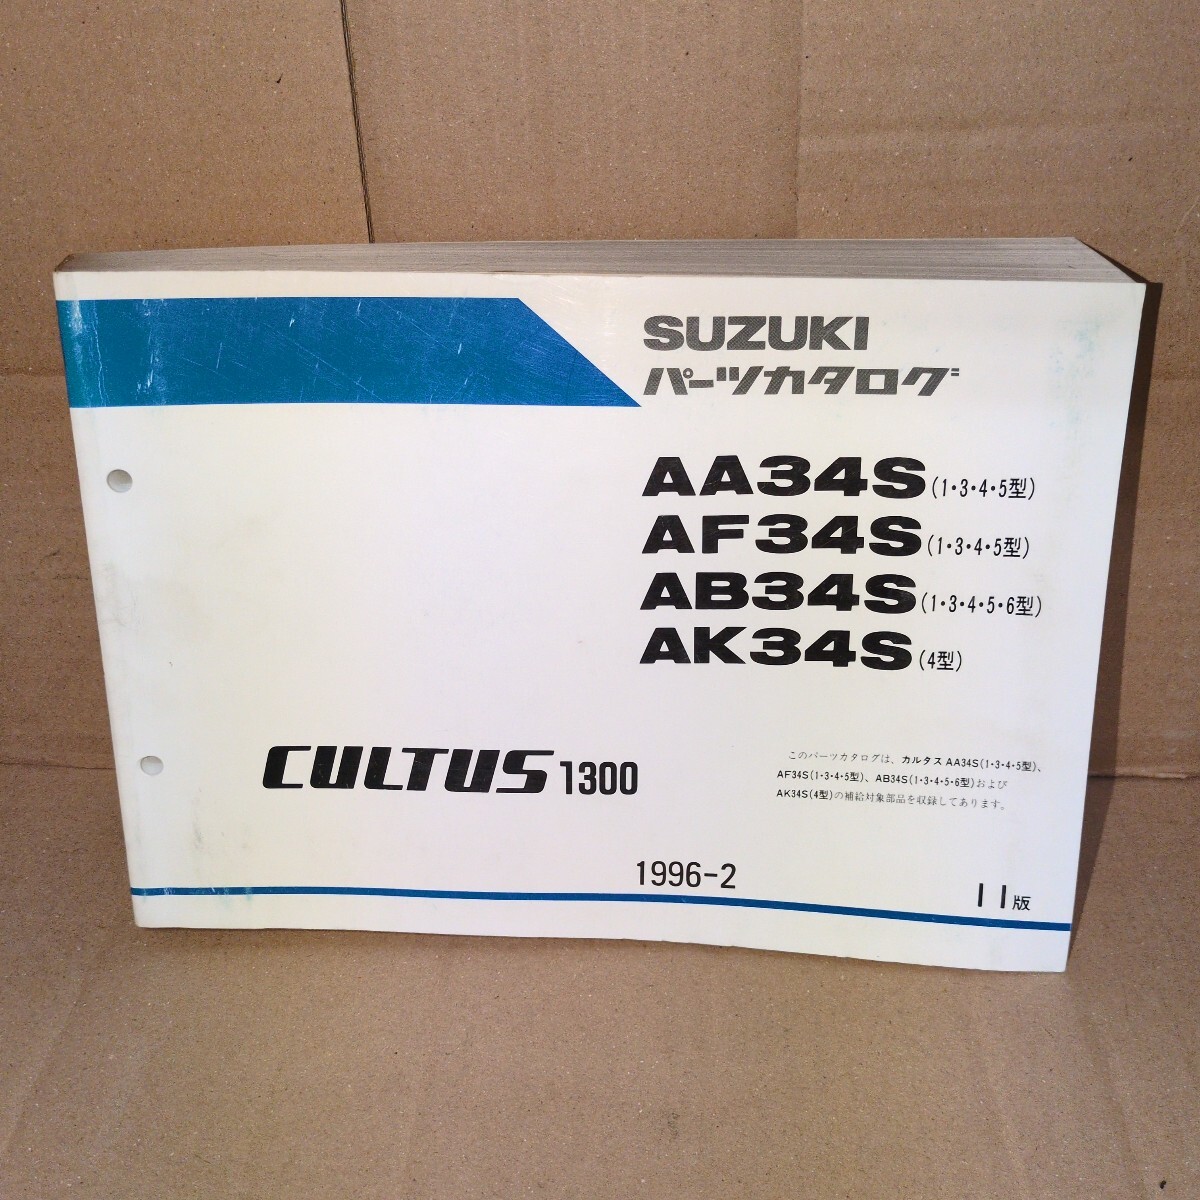 SUZUKI
パーツカタログ
AA34S(1・3・4・5型)
AF34S(1・3・4・5型)
AB34S(1・3・4・5・6型)
AK34S(4型)
CULTUS 1300
このパーツカタログは、カルタス AA34S(1・3・4・5型)、
AF34S(1・3・4・5型)、AB34S(1・3・4・5・6型)および
AK34S(4型)の補給対象部品を収録してあります。
1996-2
11版